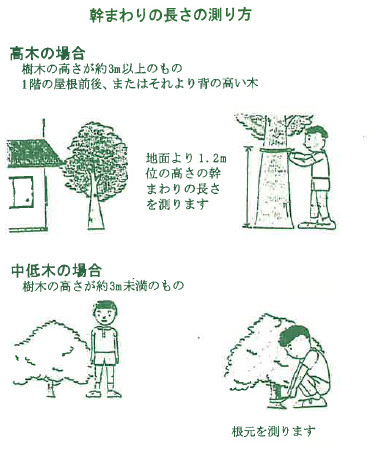 幹まわりの長さの測り方
高木の場合
樹木の高さが約3m以上のもの
1階の屋根前後、またはそれより背の高い木
地面より1.2m
位の高さの幹
まわりの長さ
を測ります
中低木の場合
樹木の高さが約3m未満のもの
根元を測ります